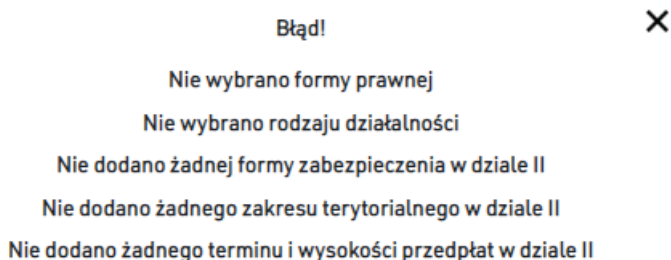 Błąd!
Nie wybrano formy prawnej
Nie wybrano rodzaju działalności
Nie dodano żadnej formy zabezpieczenia w dziale II
Nie dodano żadnego zakresu terytorialnego w dziale II
Nie dodano żadnego terminu i wysokości przedpłat w dziale II